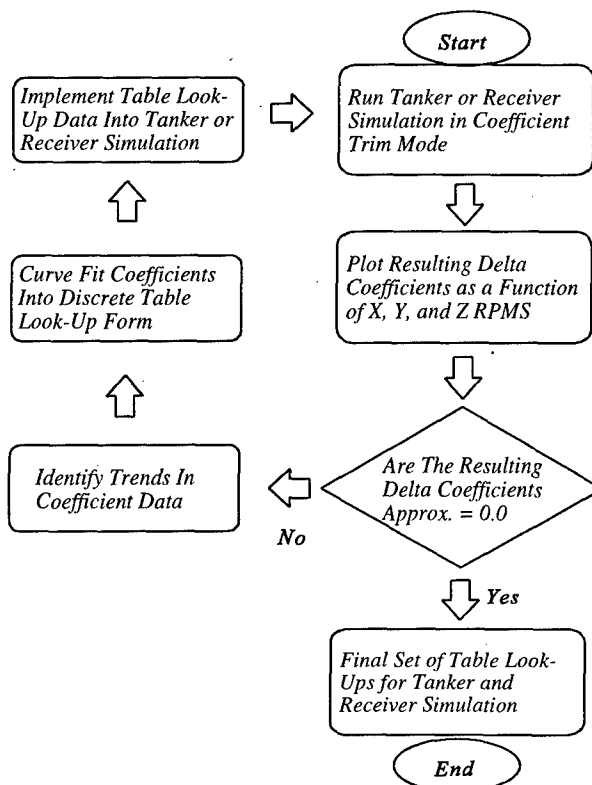 Start
Run Tanker or Receiver
Simulation in Coefficient
Trim Mode
Plot Resulting Delta
Coefficients as a Function
of X, Y, and Z RPMS
Are The Resulting
Delta Coefficients
Approx. = 0.0
No
Identify Trends In
Coefficient Data
Curve Fit Coefficients
Into Discrete Table
Look-Up Form
Implement Table Look-
Up Data Into Tanker or
Receiver Simulation
Yes
Final Set of Table Look-
Ups for Tanker and
Receiver Simulation
End